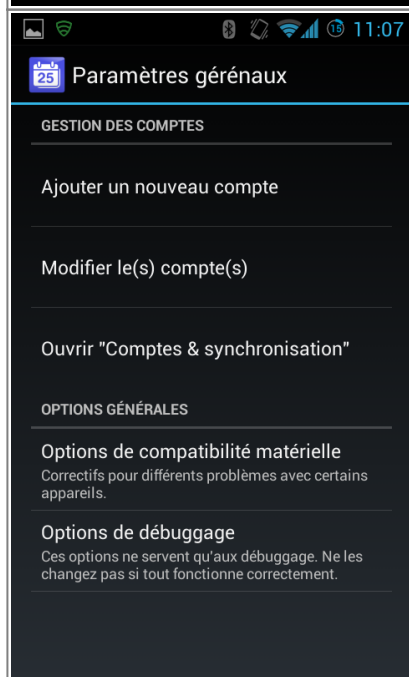 15 11:07
25 Paramètres gérénaux
GESTION DES COMPTES
Ajouter un nouveau compte
Modifier le(s) compte(s)
Ouvrir "Comptes & synchronisation"
OPTIONS GÉNÉRALES
Options de compatibilité matérielle
Correctifs pour différents problèmes avec certains
appareils.
Options de débuggage
Ces options ne servent qu'aux débuggage. Ne les
changez pas si tout fonctionne correctement.